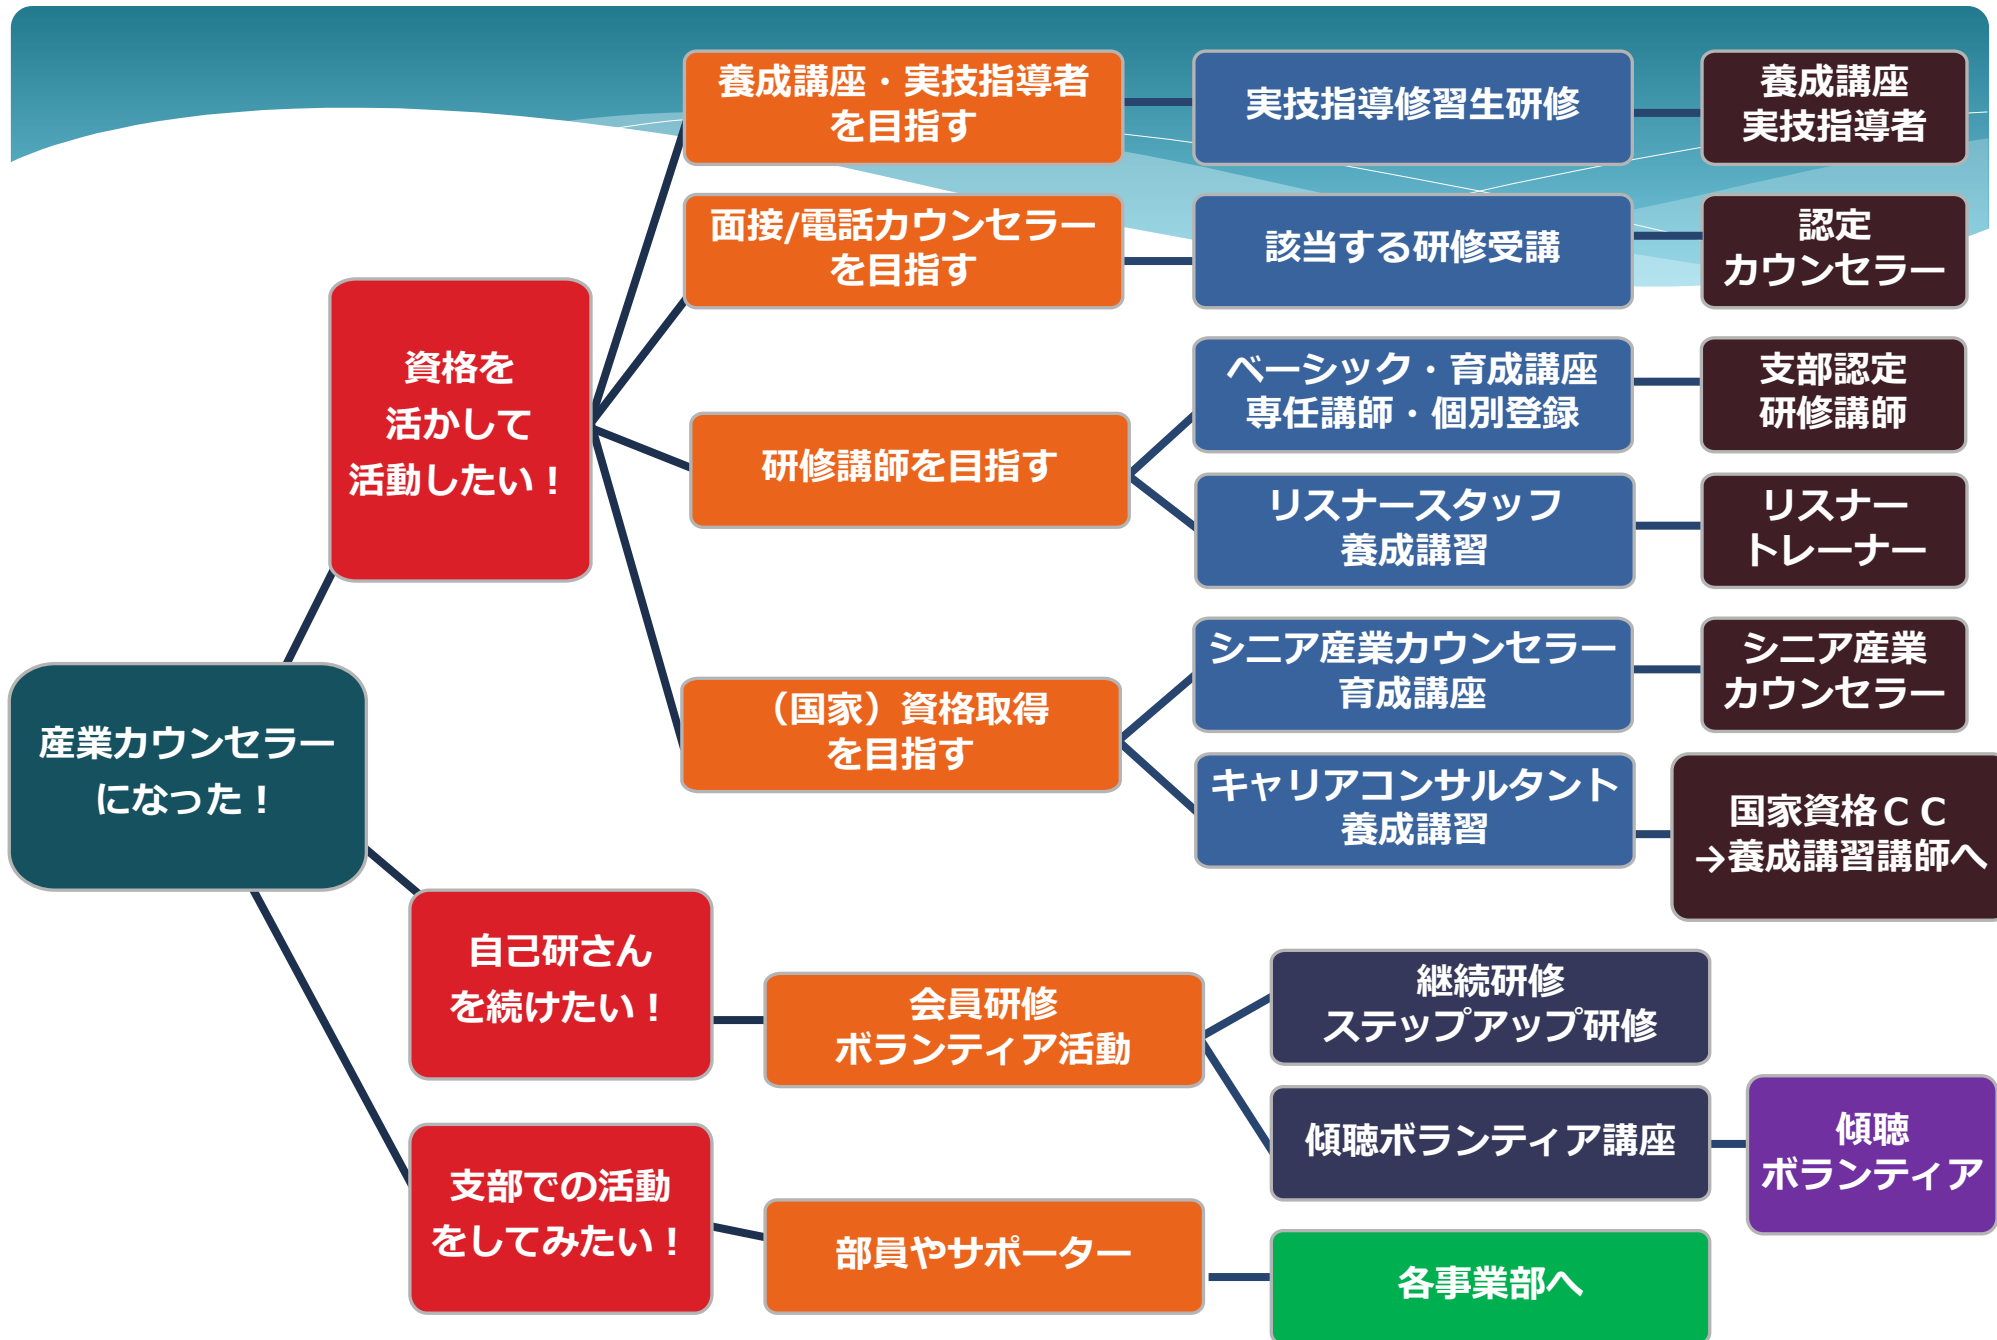 養成講座・実技指導者
を目指す
実技指導修習生研修
養成講座
実技指導者
面接/電話カウンセラー
を目指す
該当する研修受講
認定
カウンセラー
資格を
活かして
活動したい！
研修講師を目指す
ベーシック・育成講座
専任講師・個別登録
支部認定
研修講師
リスナースタッフ
養成講習
リスナー
トレーナー
（国家）資格取得
を目指す
シニア産業カウンセラー
育成講座
シニア産業
カウンセラー
キャリアコンサルタント
養成講習
国家資格ＣＣ
→養成講習講師へ
産業カウンセラー
になった！
自己研さん
を続けたい！
会員研修
ボランティア活動
継続研修
ステップアップ研修
傾聴ボランティア講座
傾聴
ボランティア
支部での活動
をしてみたい！
部員やサポーター
各事業部へ